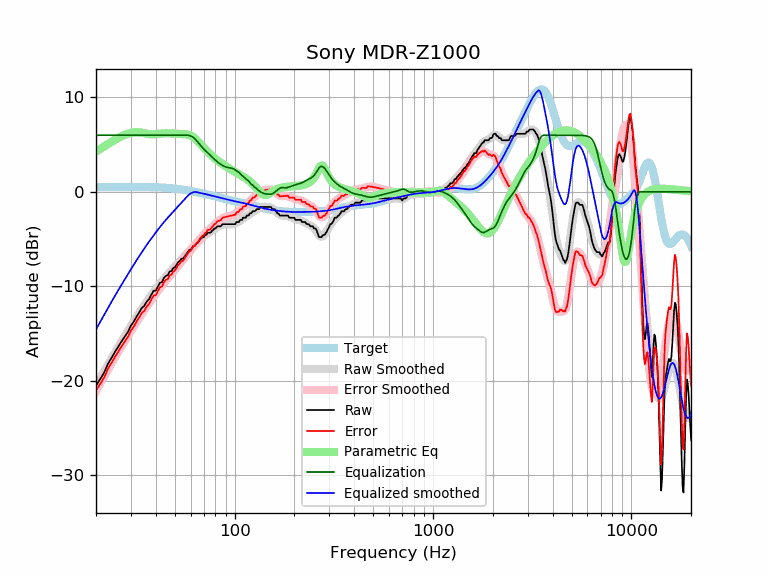 Sony MDR-Z1000
Amplitude (dBr)
10
0
−10
−20
−30
Target
Raw Smoothed
Error Smoothed
Raw
Error
Parametric Eq
Equalization
Equalized smoothed
100
1000
10000
Frequency (Hz)